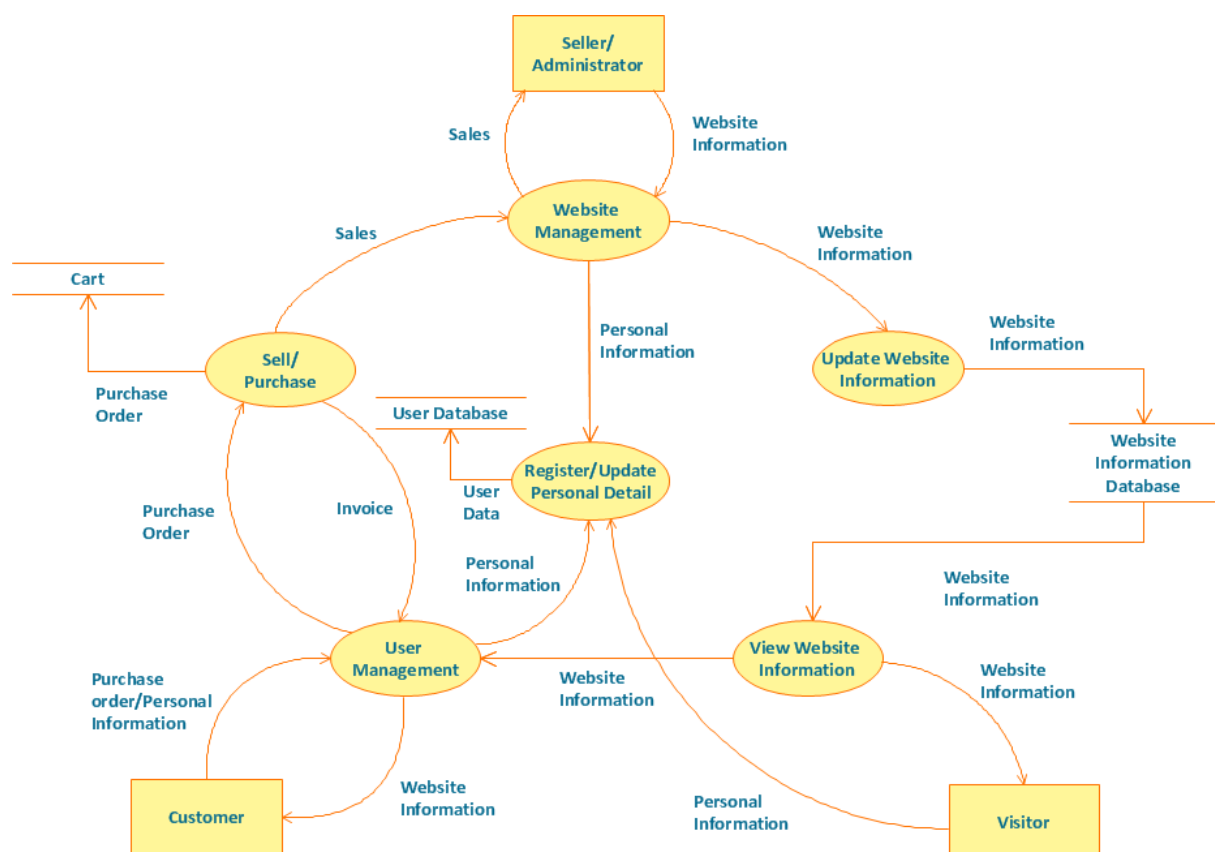 Seller/
Administrator
Sales
Website
Information
Website
Management
Sales
Website
Information
Cart
Personal
Information
Website
Information
Sell/
Purchase
Update Website
Information
Purchase
Order
User Database
Website
Information
Database
Register/Update
Personal Detail
User
Data
Purchase
Order
Invoice
Personal
Information
Website
Information
User
Management
View Website
Information
Purchase
order/Personal
Information
Website
Information
Website
Information
Website
Information
Personal
Information
Customer
Visitor